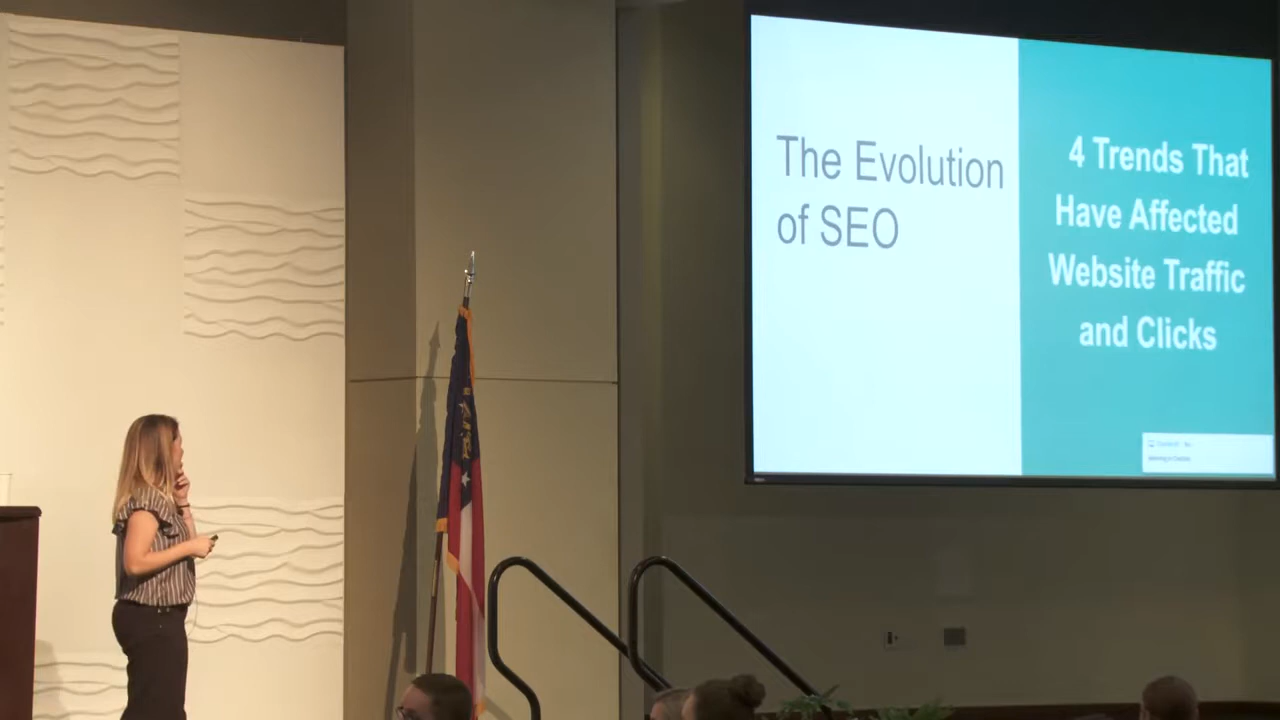 The Evolution
of SEO
4 Trends That
Have Affected
Website Traffic
and Clicks